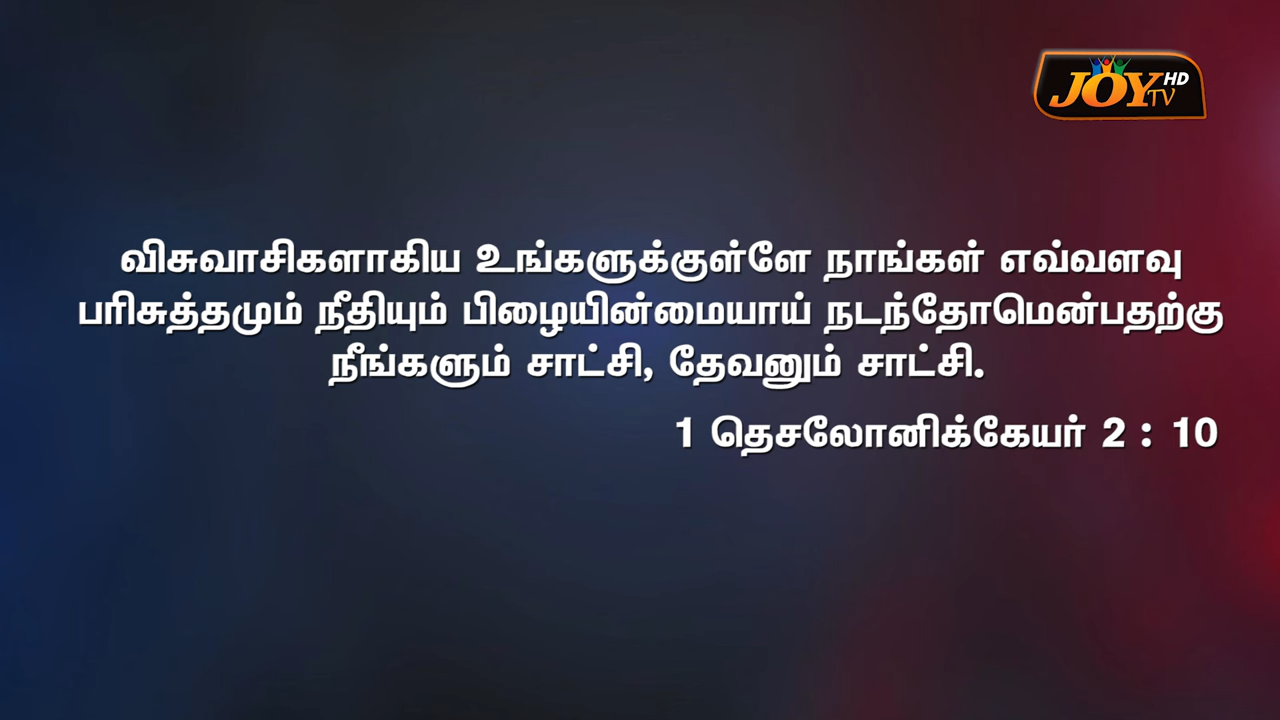 JOY HD TV
விசுவாசிகளாகிய உங்களுக்குள்ளே நாங்கள் எவ்வளவு
பரிசுத்தமும் நீதியும் பிழையின்மையாய் நடந்தோமென்பதற்கு
நீங்களும் சாட்சி, தேவனும் சாட்சி.
1 தெசலோனிக்கேயர் 2 : 10